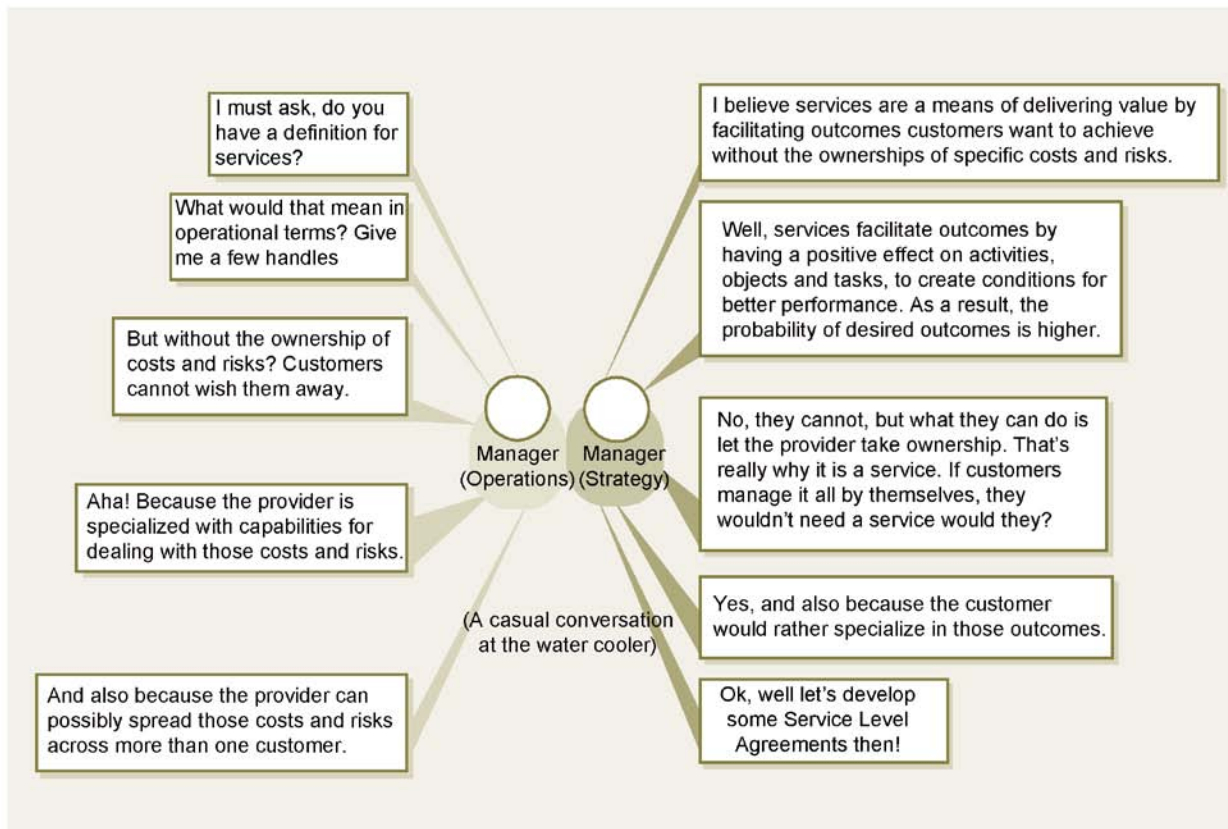 I must ask, do you
have a definition for
services?
I believe services are a means of delivering value by
facilitating outcomes customers want to achieve
without the ownerships of specific costs and risks.
What would that mean in
operational terms? Give
me a few handles
Well, services facilitate outcomes by
having a positive effect on activities,
objects and tasks, to create conditions for
better performance. As a result, the
probability of desired outcomes is higher.
But without the ownership of
costs and risks? Customers
cannot wish them away.
No, they cannot, but what they can do is
let the provider take ownership. That's
really why it is a service. If customers
manage it all by themselves, they
wouldn't need a service would they?
Manager
(Operations)
Manager
(Strategy)
Aha! Because the provider is
specialized with capabilities for
dealing with those costs and risks.
Yes, and also because the customer
would rather specialize in those outcomes.
(A casual conversation
at the water cooler)
And also because the provider can
possibly spread those costs and risks
across more than one customer.
Ok, well let's develop
some Service Level
Agreements then!